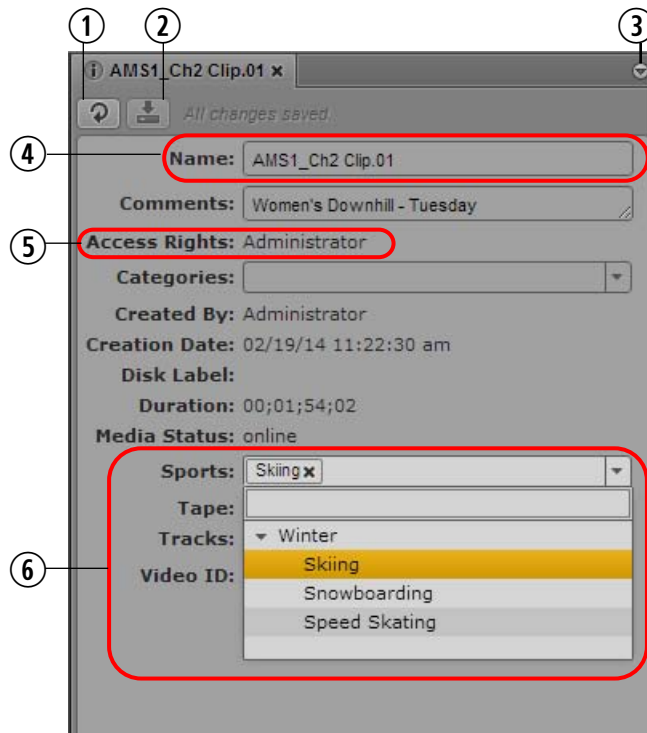 1 2 3
AMS1_Ch2 Clip.01 x
All changes saved.
4
Name: AMS1_Ch2 Clip.01
Comments: Women's Downhill - Tuesday
5
Access Rights: Administrator
Categories:
Created By: Administrator
Creation Date: 02/19/14 11:22:30 am
Disk Label:
Duration: 00;01;54;02
Media Status: online
Sports: Skiing x
Tape:
Tracks: Winter
6
Video ID: Skiing
Snowboarding
Speed Skating